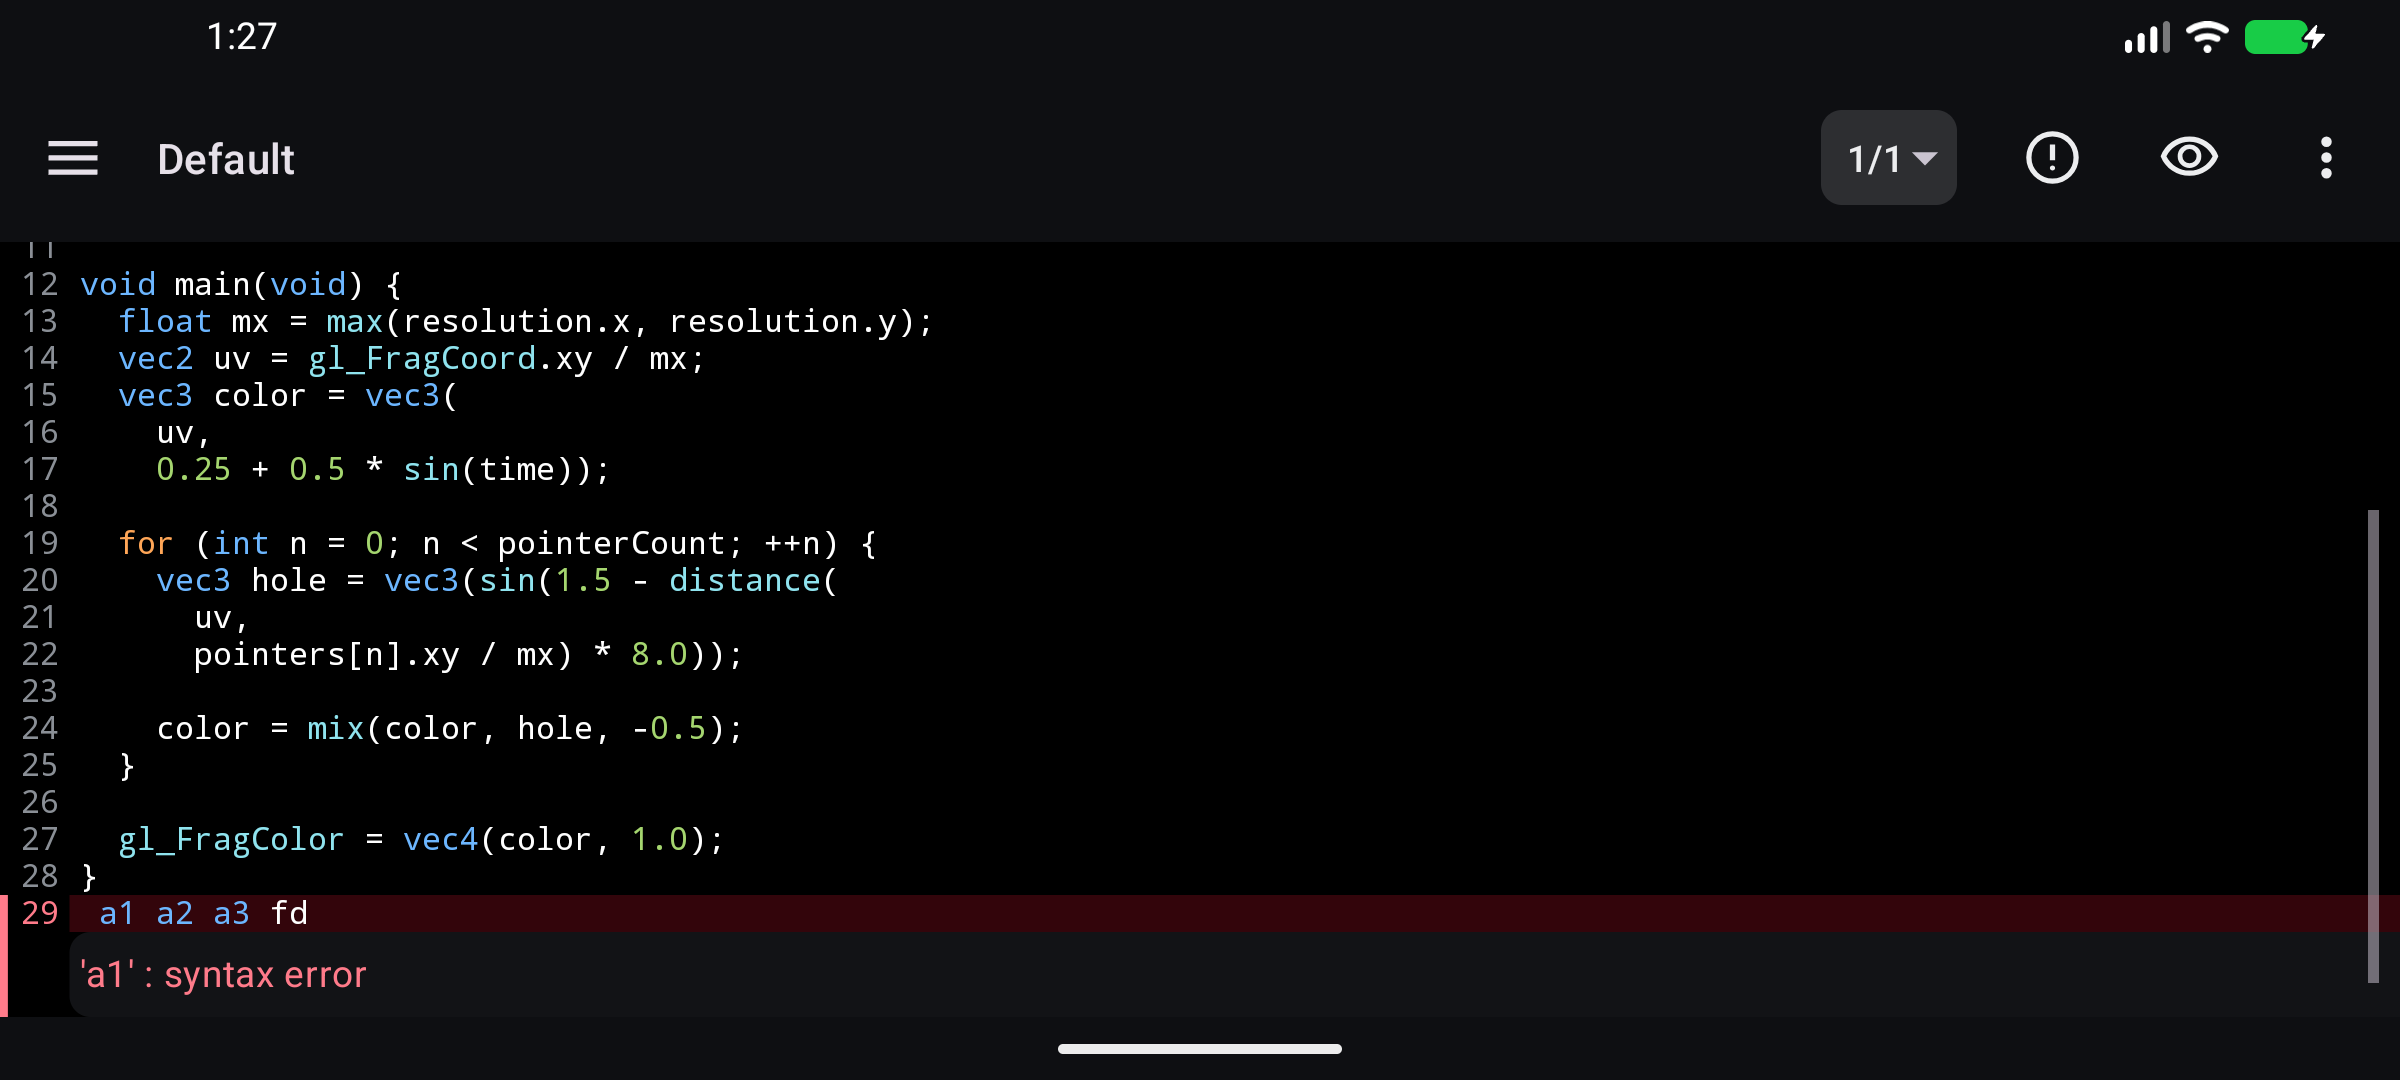 1:27
Default
1/1
11
12 void main(void) {
13   float mx = max(resolution.x, resolution.y);
14   vec2 uv = gl_FragCoord.xy / mx;
15   vec3 color = vec3(
16     uv,
17     0.25 + 0.5 * sin(time));
18
19   for (int n = 0; n < pointerCount; ++n) {
20     vec3 hole = vec3(sin(1.5 - distance(
21       uv,
22       pointers[n].xy / mx) * 8.0));
23
24     color = mix(color, hole, -0.5);
25   }
26
27   gl_FragColor = vec4(color, 1.0);
28 }
29  a1 a2 a3 fd
'a1' : syntax error